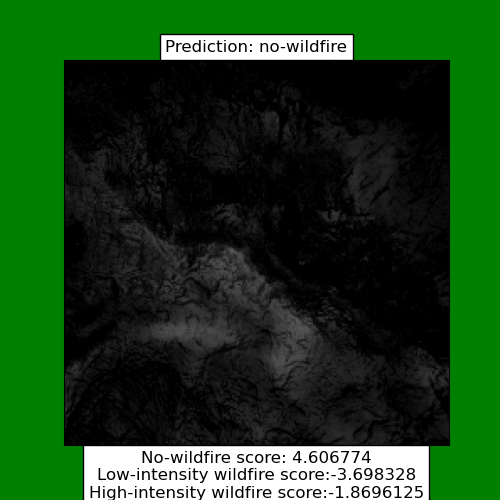 Prediction: no-wildfire
No-wildfire score: 4.606774
Low-intensity wildfire score:-3.698328
High-intensity wildfire score:-1.8696125